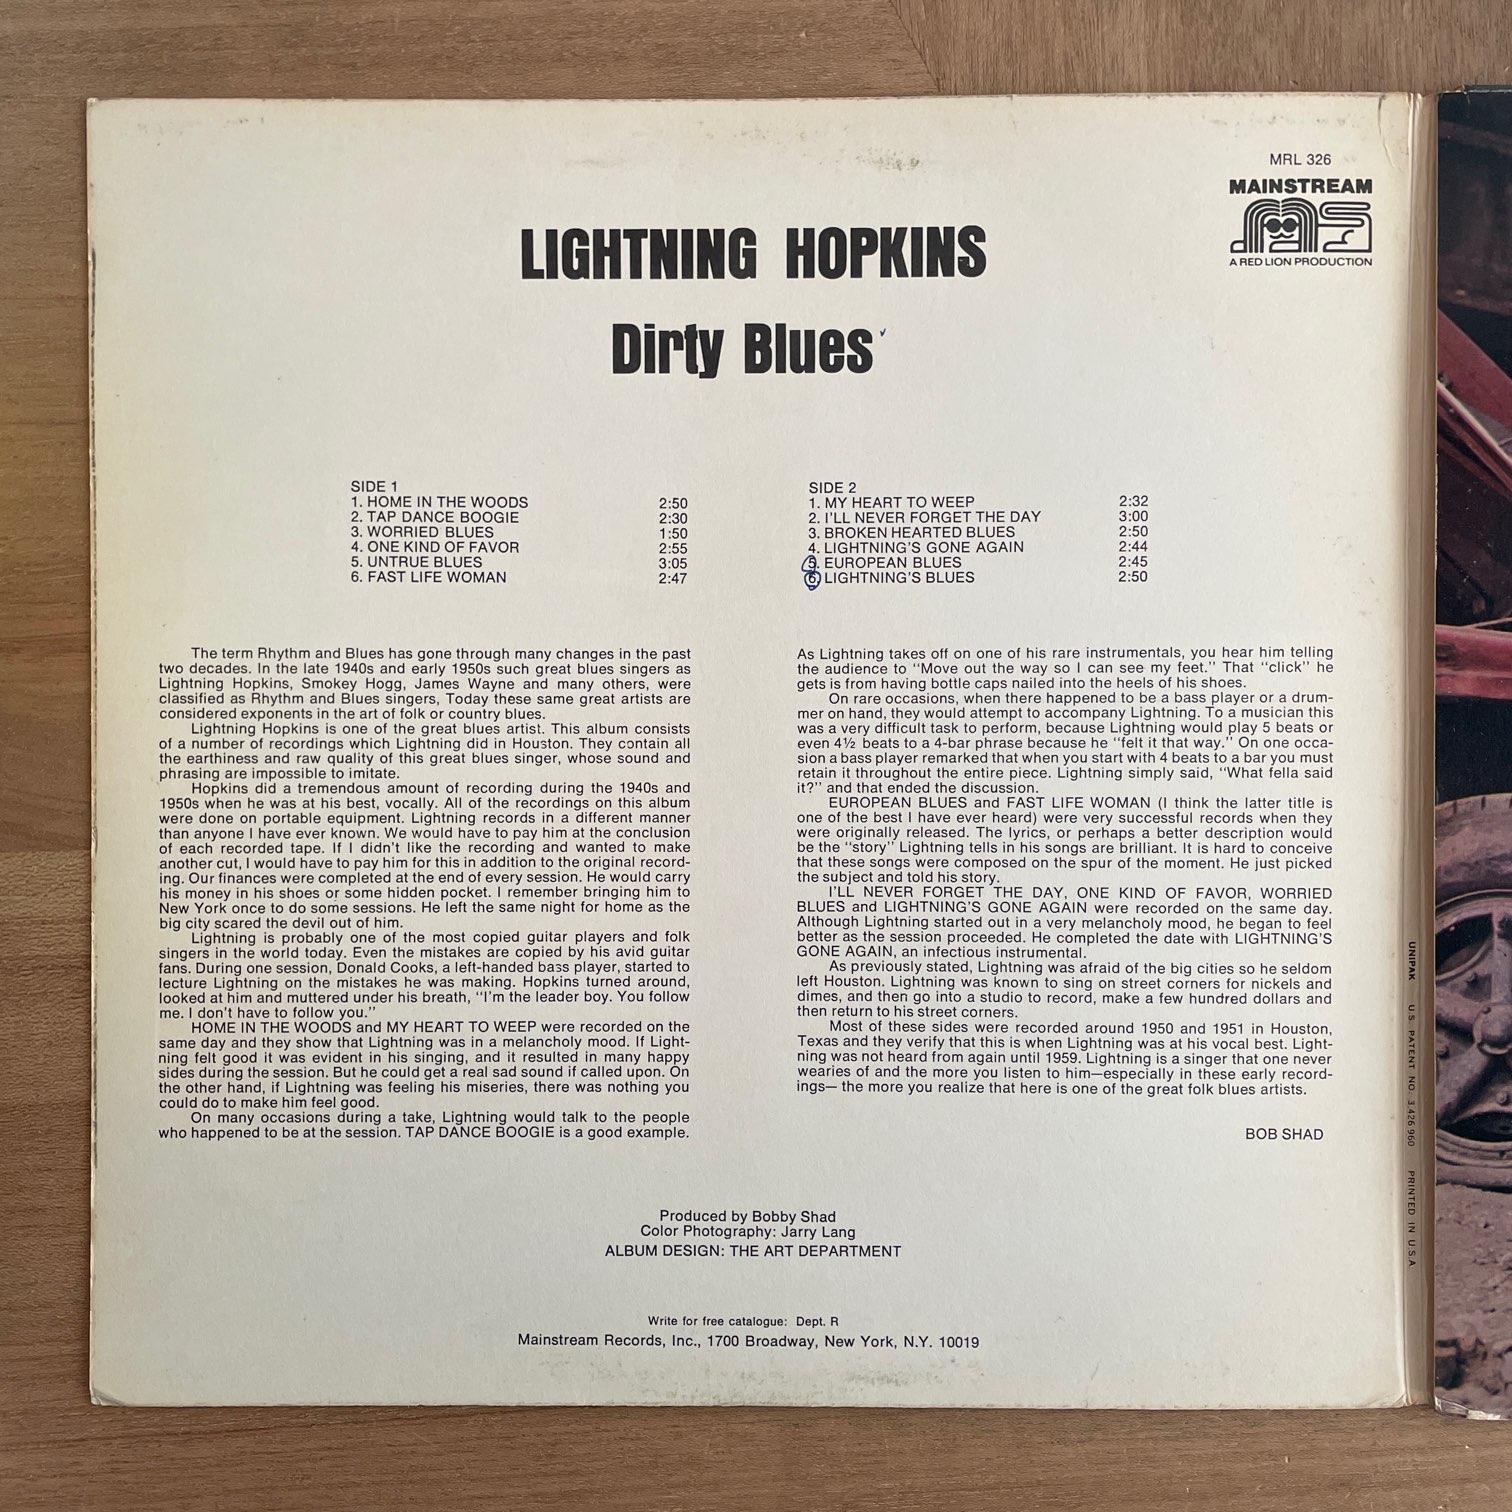 MRL 326
MAINSTREAM
A RED LION PRODUCTION
LIGHTNING HOPKINS
Dirty Blues
SIDE 1
1. HOME IN THE WOODS 2:50
2. TAP DANCE BOOGIE 2:30
3. WORRIED BLUES 1:50
4. ONE KIND OF FAVOR 2:55
5. UNTRUE BLUES 3:05
6. FAST LIFE WOMAN 2:47
SIDE 2
1. MY HEART TO WEEP 2:32
2. I'LL NEVER FORGET THE DAY 3:00
3. BROKEN HEARTED BLUES 2:50
4. LIGHTNING'S GONE AGAIN 2:44
5. EUROPEAN BLUES 2:45
6. LIGHTNING'S BLUES 2:50
The term Rhythm and Blues has gone through many changes in the past
two decades. In the late 1940s and early 1950s such great blues singers as
Lightning Hopkins, Smokey Hogg, James Wayne and many others, were
classified as Rhythm and Blues singers, Today these same great artists are
considered exponents in the art of folk or country blues.
Lightning Hopkins is one of the great blues artist. This album consists
of a number of recordings which Lightning did in Houston. They contain all
the earthiness and raw quality of this great blues singer, whose sound and
phrasing are impossible to imitate.
Hopkins did a tremendous amount of recording during the 1940s and
1950s when he was at his best, vocally. All of the recordings on this album
were done on portable equipment. Lightning records in a different manner
than anyone I have ever known. We would have to pay him at the conclusion
of each recorded tape. If I didn't like the recording and wanted to make
another cut, I would have to pay him for this in addition to the original record-
ing. Our finances were completed at the end of every session. He would carry
his money in his shoes or some hidden pocket. I remember bringing him to
New York once to do some sessions. He left the same night for home as the
big city scared the devil out of him.
Lightning is probably one of the most copied guitar players and folk
singers in the world today. Even the mistakes are copied by his avid guitar
fans. During one session, Donald Cooks, a left-handed bass player, started to
lecture Lightning on the mistakes he was making. Hopkins turned around,
looked at him and muttered under his breath, "I'm the leader boy. You follow
me. I don't have to follow you."
HOME IN THE WOODS and MY HEART TO WEEP were recorded on the
same day and they show that Lightning was in a melancholy mood. If Light-
ning felt good it was evident in his singing, and it resulted in many happy
sides during the session. But he could get a real sad sound if called upon. On
the other hand, if Lightning was feeling his miseries, there was nothing you
could do to make him feel good.
On many occasions during a take, Lightning would talk to the people
who happened to be at the session. TAP DANCE BOOGIE is a good example.
As Lightning takes off on one of his rare instrumentals, you hear him telling
the audience to "Move out the way so I can see my feet." That "click" he
gets is from having bottle caps nailed into the heels of his shoes.
On rare occasions, when there happened to be a bass player or a drum-
mer on hand, they would attempt to accompany Lightning. To a musician this
was a very difficult task to perform, because Lightning would play 5 beats or
even 4½ beats to a 4-bar phrase because he "felt it that way." On one occa-
sion a bass player remarked that when you start with 4 beats to a bar you must
retain it throughout the entire piece. Lightning simply said, "What fella said
it?" and that ended the discussion.
EUROPEAN BLUES and FAST LIFE WOMAN (I think the latter title is
one of the best I have ever heard) were very successful records when they
were originally released. The lyrics, or perhaps a better description would
be the "story" Lightning tells in his songs are brilliant. It is hard to conceive
that these songs were composed on the spur of the moment. He just picked
the subject and told his story.
I'LL NEVER FORGET THE DAY, ONE KIND OF FAVOR, WORRIED
BLUES and LIGHTNING'S GONE AGAIN were recorded on the same day.
Although Lightning started out in a very melancholy mood, he began to feel
better as the session proceeded. He completed the date with LIGHTNING'S
GONE AGAIN, an infectious instrumental.
As previously stated, Lightning was afraid of the big cities so he seldom
left Houston. Lightning was known to sing on street corners for nickels and
dimes, and then go into a studio to record, make a few hundred dollars and
then return to his street corners.
Most of these sides were recorded around 1950 and 1951 in Houston,
Texas and they verify that this is when Lightning was at his vocal best. Light-
ning was not heard from again until 1959. Lightning is a singer that one never
wearies of and the more you listen to him—especially in these early record-
ings— the more you realize that here is one of the great folk blues artists.
BOB SHAD
Produced by Bobby Shad
Color Photography: Jarry Lang
ALBUM DESIGN: THE ART DEPARTMENT
Write for free catalogue: Dept. R
Mainstream Records, Inc., 1700 Broadway, New York, N.Y. 10019
UNIPAK U.S. PATENT NO. 3,426,960 PRINTED IN U.S.A